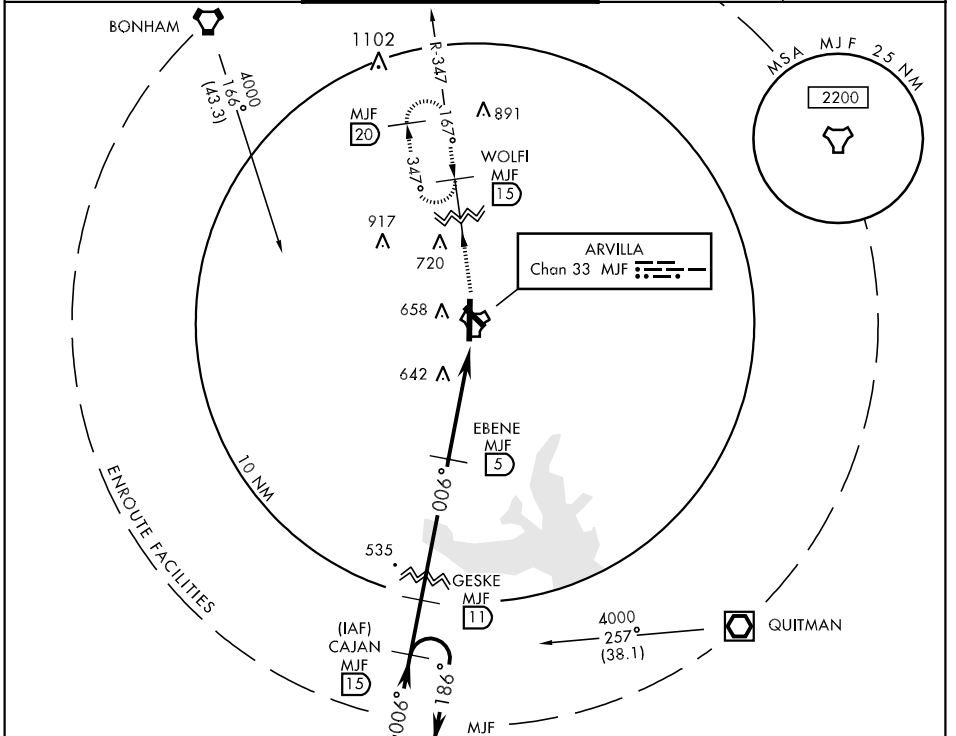 BONHAM
4000
166°
(43.3)
1102
R-347
MJF
20
891
167°
347°
WOLFI
MJF
15
MSA MJF 25 NM
2200
917
720
ARVILLA
Chan 33 MJF
658
642
EBENE
MJF
5
006°
10 NM
ENROUTE FACILITIES
535
GESKE
MJF
11
(IAF)
CAJAN
MJF
15
4000
257°
(38.1)
QUITMAN
006°
186°
MJF